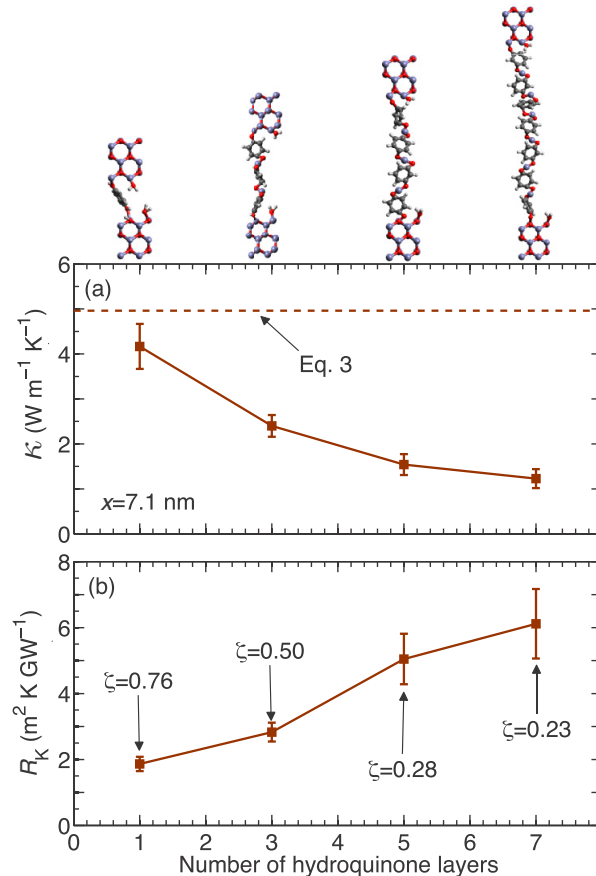 6
(a)
Eq. 3
4
κ (W m⁻¹ K⁻¹)
2
x=7.1 nm
0
8
(b)
ζ=0.50
6
ζ=0.76
R_K (m² K GW⁻¹)
4
ζ=0.23
ζ=0.28
2
0
0 1 2 3 4 5 6 7
Number of hydroquinone layers